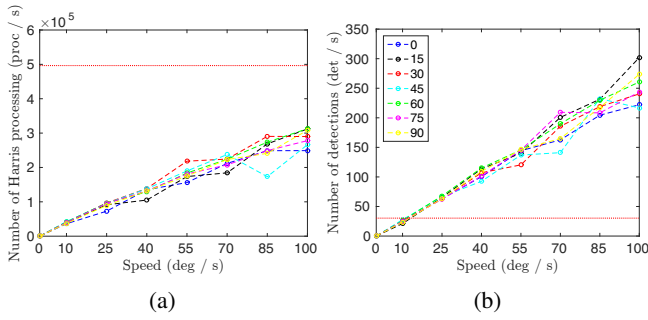 × 10⁵
Number of Harris processing (proc / s)
6
5
4
3
2
1
0
0 10 25 40 55 70 85 100
Speed (deg / s)
(a)
Number of detections (det / s)
350
300
250
200
150
100
50
0
0
15
30
45
60
75
90
0 10 25 40 55 70 85 100
Speed (deg / s)
(b)